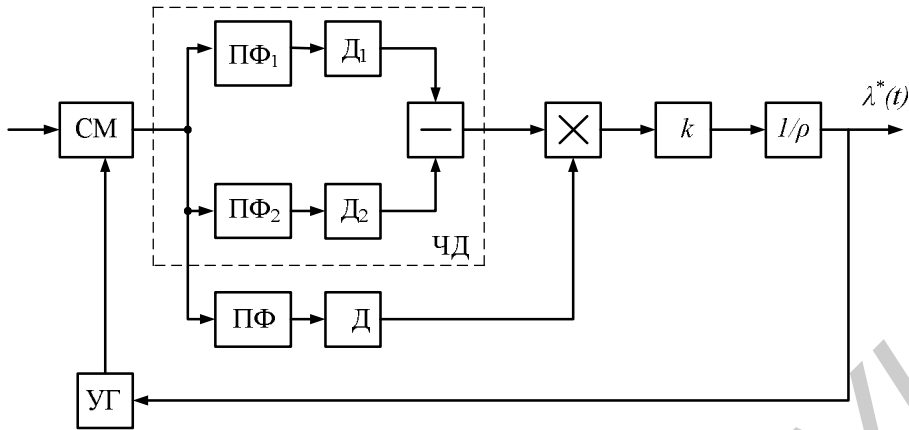 ПФ₁
Д₁
λ*(t)
СМ
—
×
k
1/ρ
ПФ₂
Д₂
ЧД
ПФ
Д
УГ